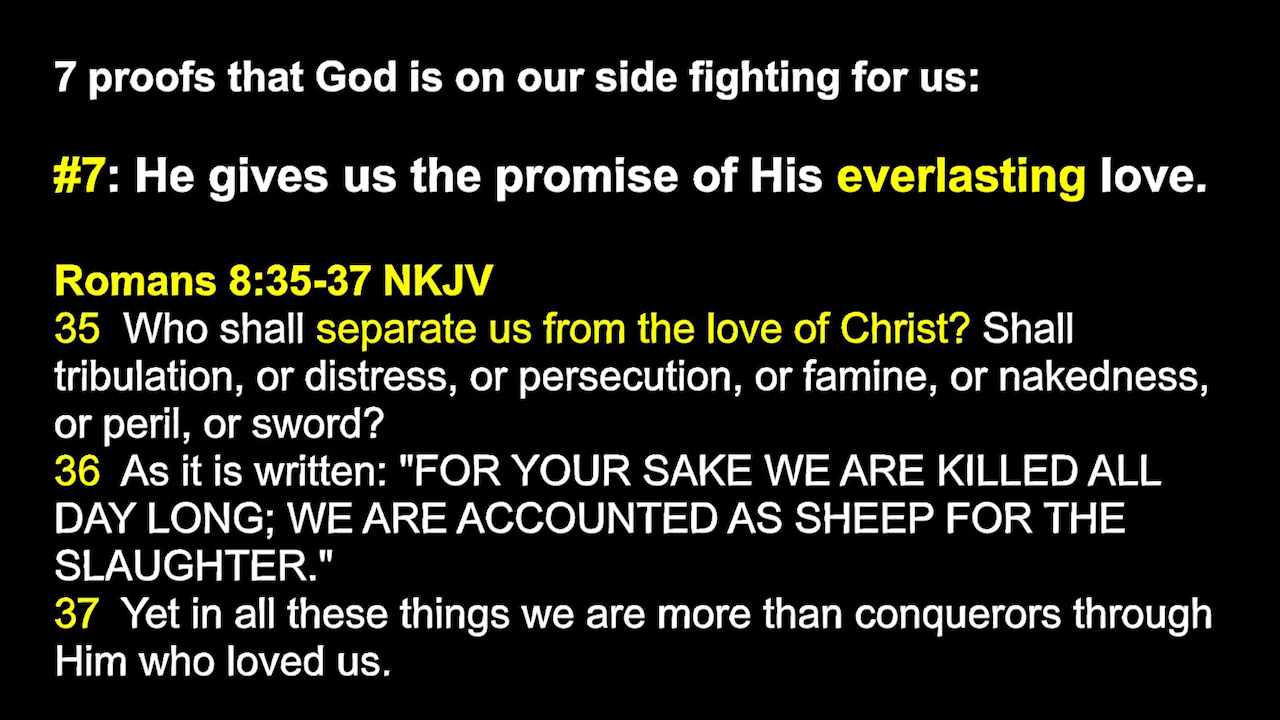 7 proofs that God is on our side fighting for us:
#7: He gives us the promise of His everlasting love.
Romans 8:35-37 NKJV
35  Who shall separate us from the love of Christ? Shall
tribulation, or distress, or persecution, or famine, or nakedness,
or peril, or sword?
36  As it is written: "FOR YOUR SAKE WE ARE KILLED ALL
DAY LONG; WE ARE ACCOUNTED AS SHEEP FOR THE
SLAUGHTER."
37  Yet in all these things we are more than conquerors through
Him who loved us.